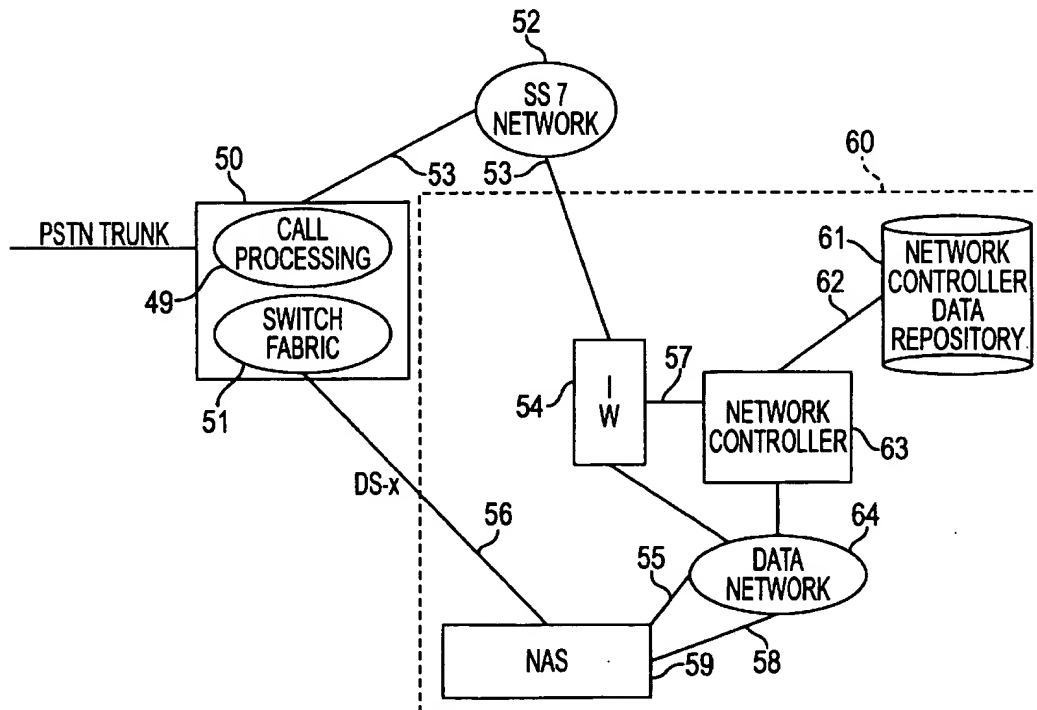 52
SS 7
NETWORK
60
50
53
53
PSTN TRUNK
CALL
PROCESSING
49
61
NETWORK
CONTROLLER
DATA
REPOSITORY
62
SWITCH
FABRIC
51
54
I
W
57
NETWORK
CONTROLLER
63
DS-x
56
64
55
DATA
NETWORK
NAS
59
58